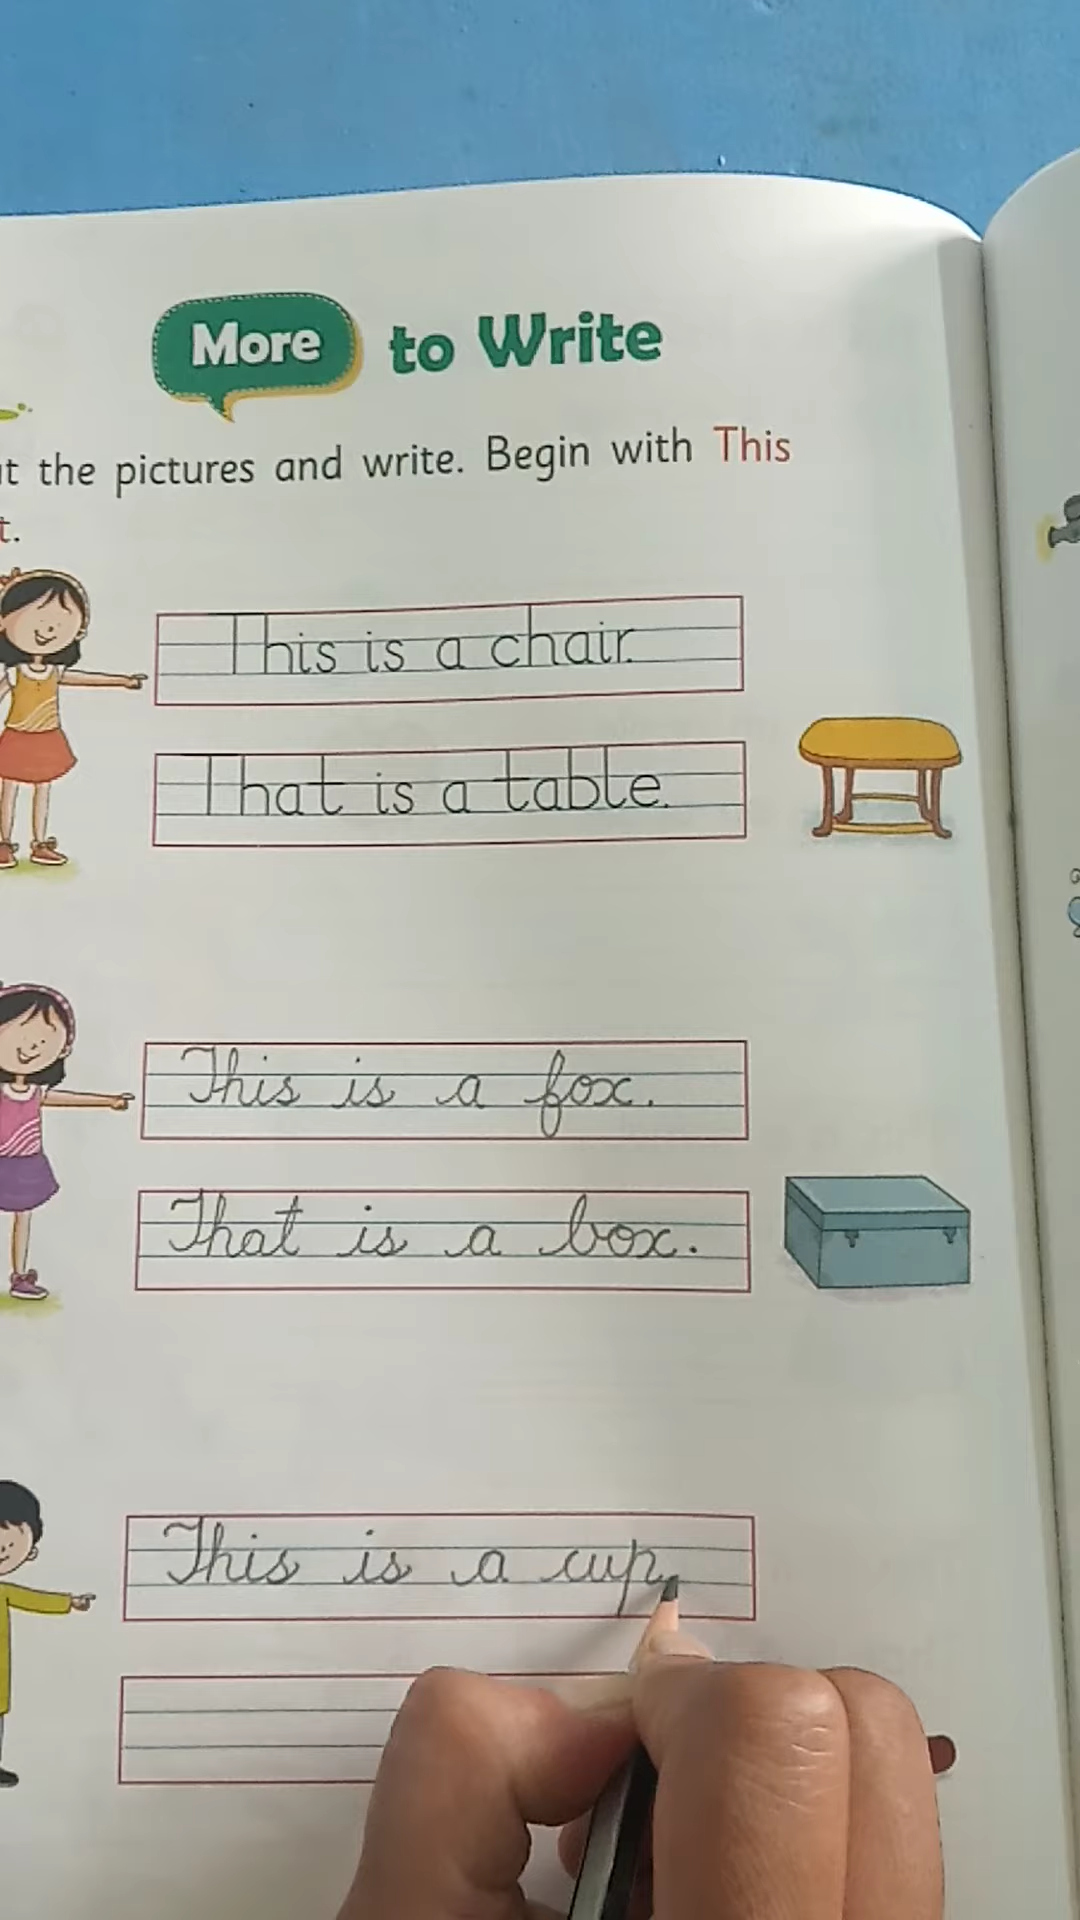 More to Write
the pictures and write. Begin with This
This is a chair.
That is a table.
This is a fox.
That is a box.
This is a cup.